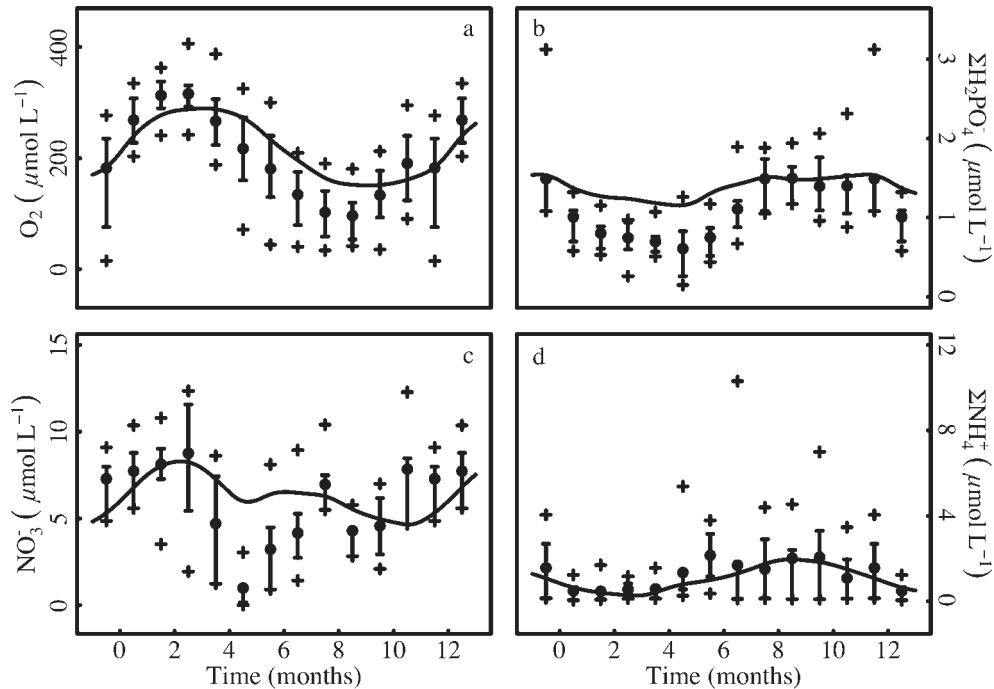 a
b
400
200
0
O₂ ( μmol L⁻¹)
3
2
1
0
ΣH₂PO₄⁻ ( μmol L⁻¹)
c
d
15
10
5
0
NO₃⁻ ( μmol L⁻¹)
12
8
4
0
ΣNH₄⁺ ( μmol L⁻¹)
0 2 4 6 8 10 12
0 2 4 6 8 10 12
Time (months)
Time (months)